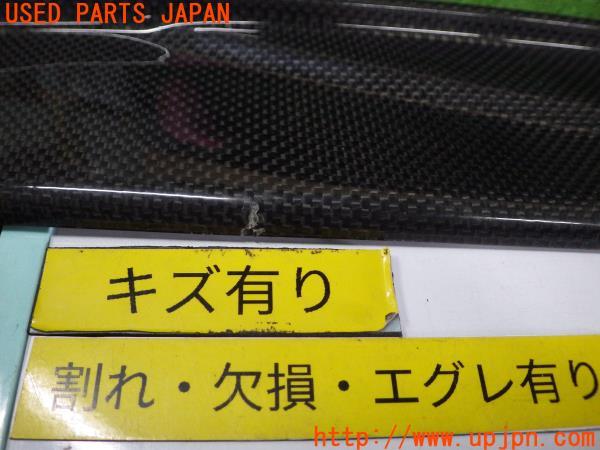 USED PARTS JAPAN
キズ有り
割れ・欠損・エグレ有り
http://www.upjpn.com/